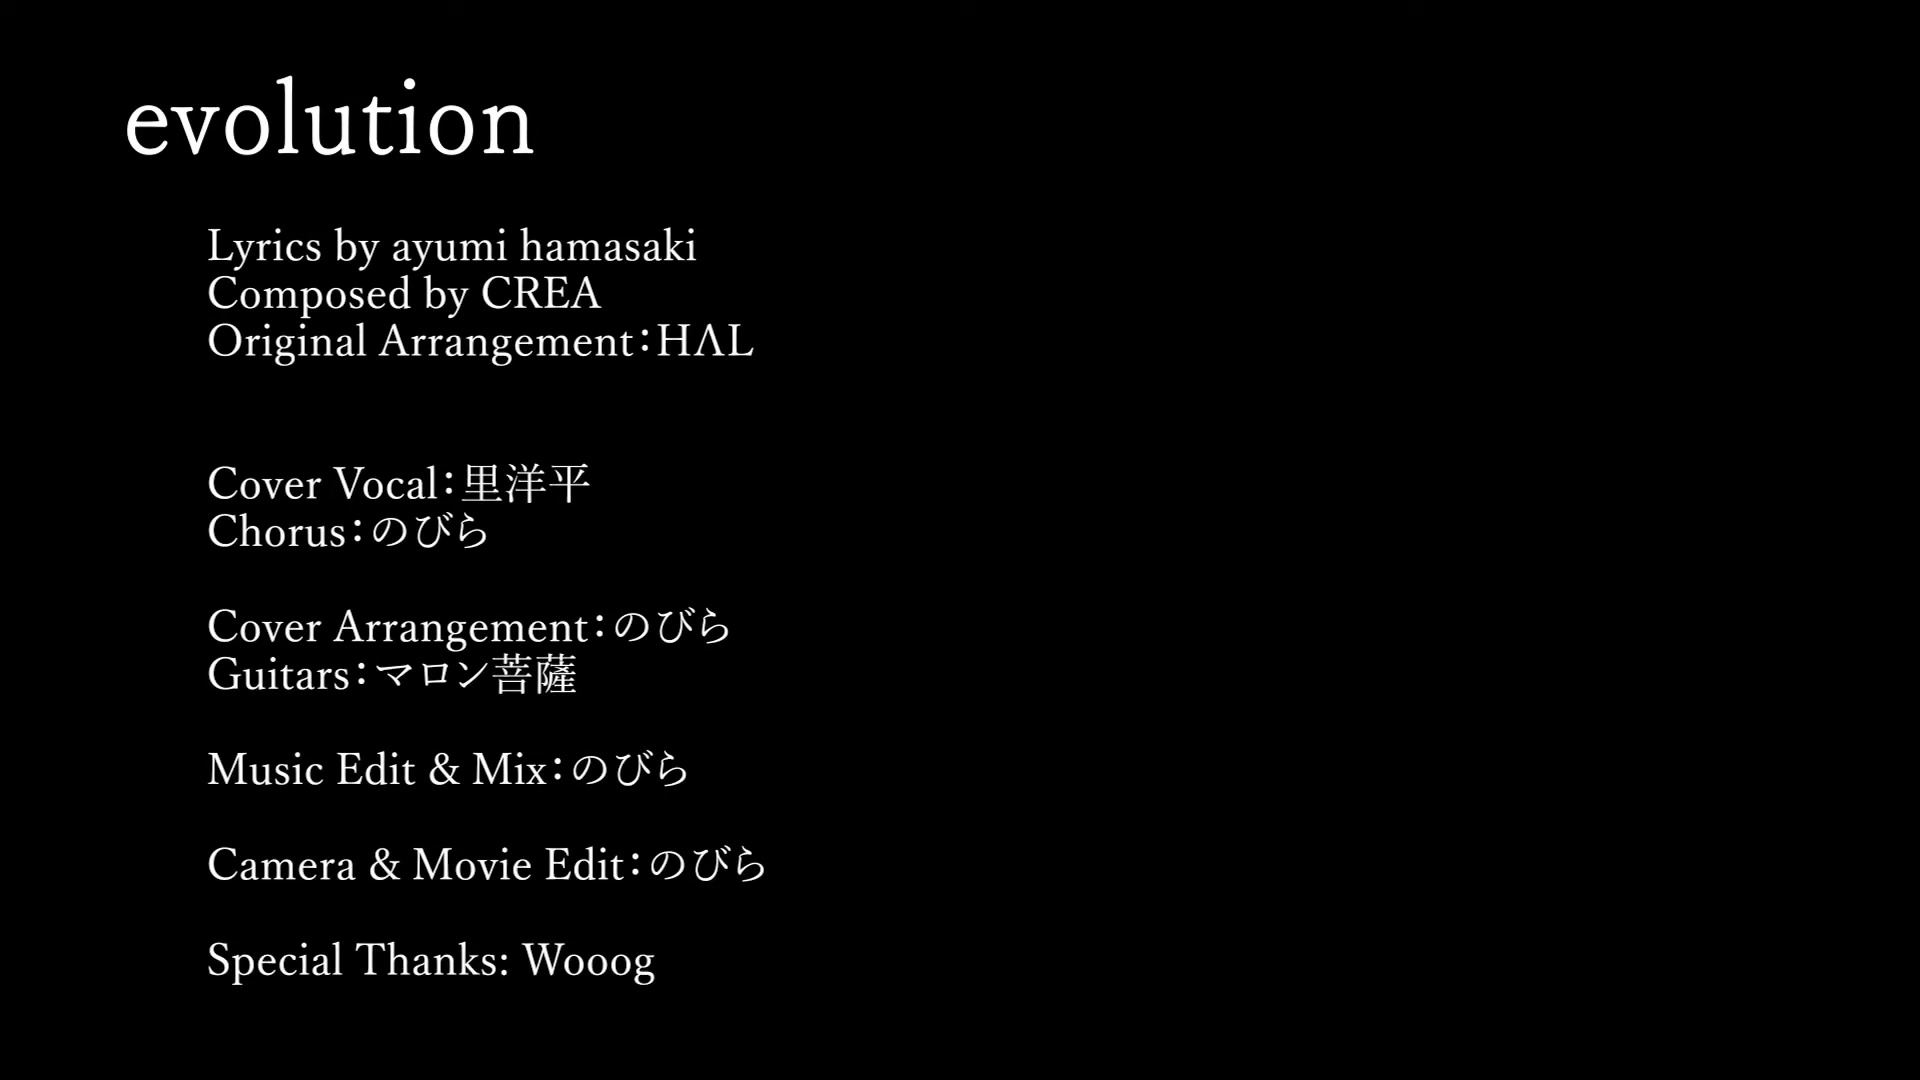 evolution
Lyrics by ayumi hamasaki
Composed by CREA
Original Arrangement：HΛL
Cover Vocal：里洋平
Chorus：のびら
Cover Arrangement：のびら
Guitars：マロン菩薩
Music Edit & Mix：のびら
Camera & Movie Edit：のびら
Special Thanks: Wooog